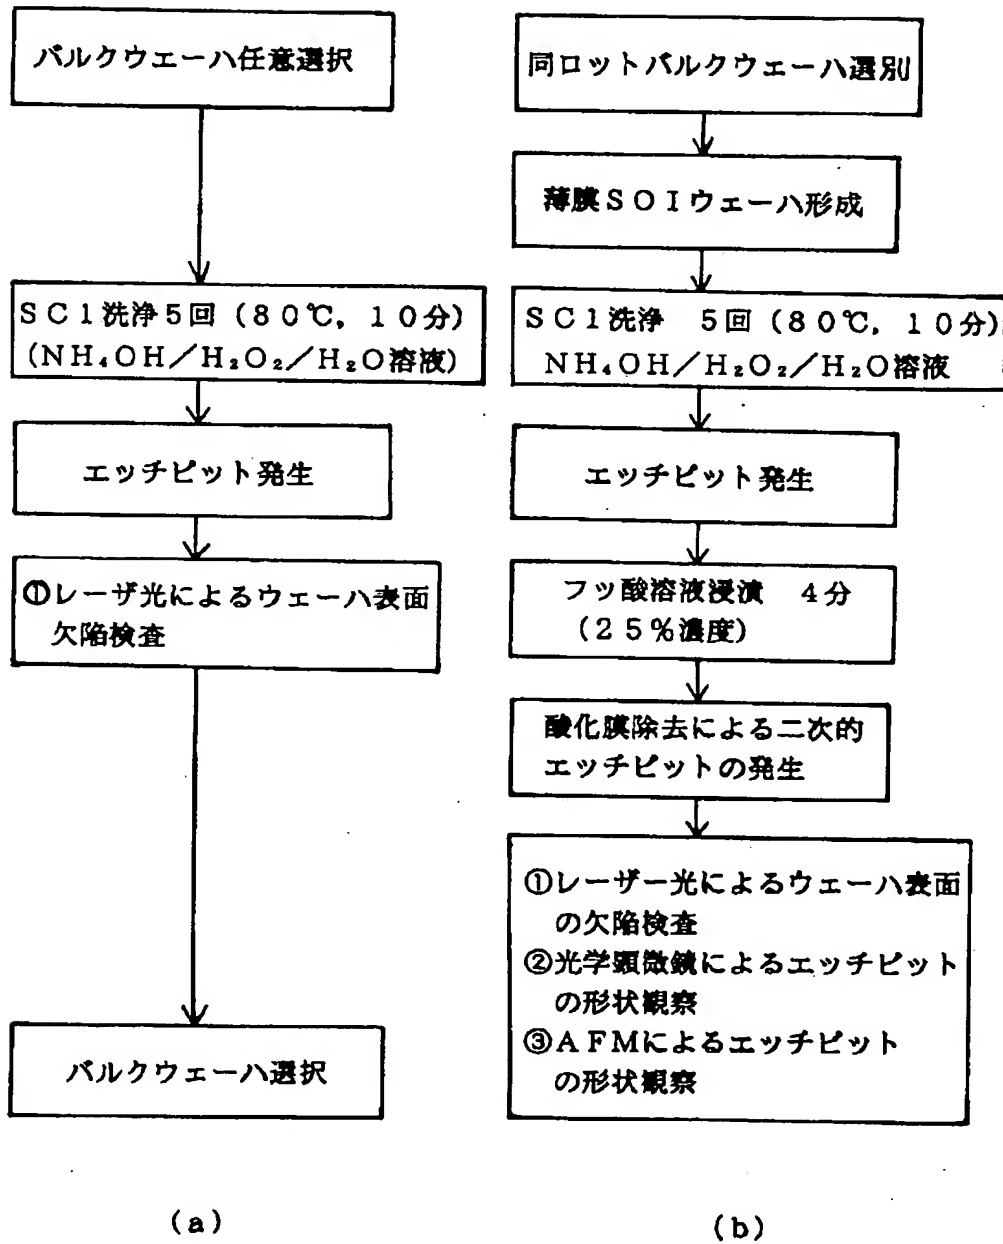 バルクウエーハ任意選択
SC1洗浄5回(80℃,10分)
(NH₄OH/H₂O₂/H₂O溶液)
エッチピット発生
①レーザ光によるウェーハ表面
欠陥検査
バルクウェーハ選択
(a)
同ロットバルクウェーハ選別
薄膜SOIウェーハ形成
SC1洗浄 5回(80℃,10分)
NH₄OH/H₂O₂/H₂O溶液
エッチピット発生
フッ酸溶液浸漬 4分
(25%濃度)
酸化膜除去による二次的
エッチピットの発生
①レーザー光によるウェーハ表面
の欠陥検査
②光学顕微鏡によるエッチピット
の形状観察
③AFMによるエッチピット
の形状観察
(b)